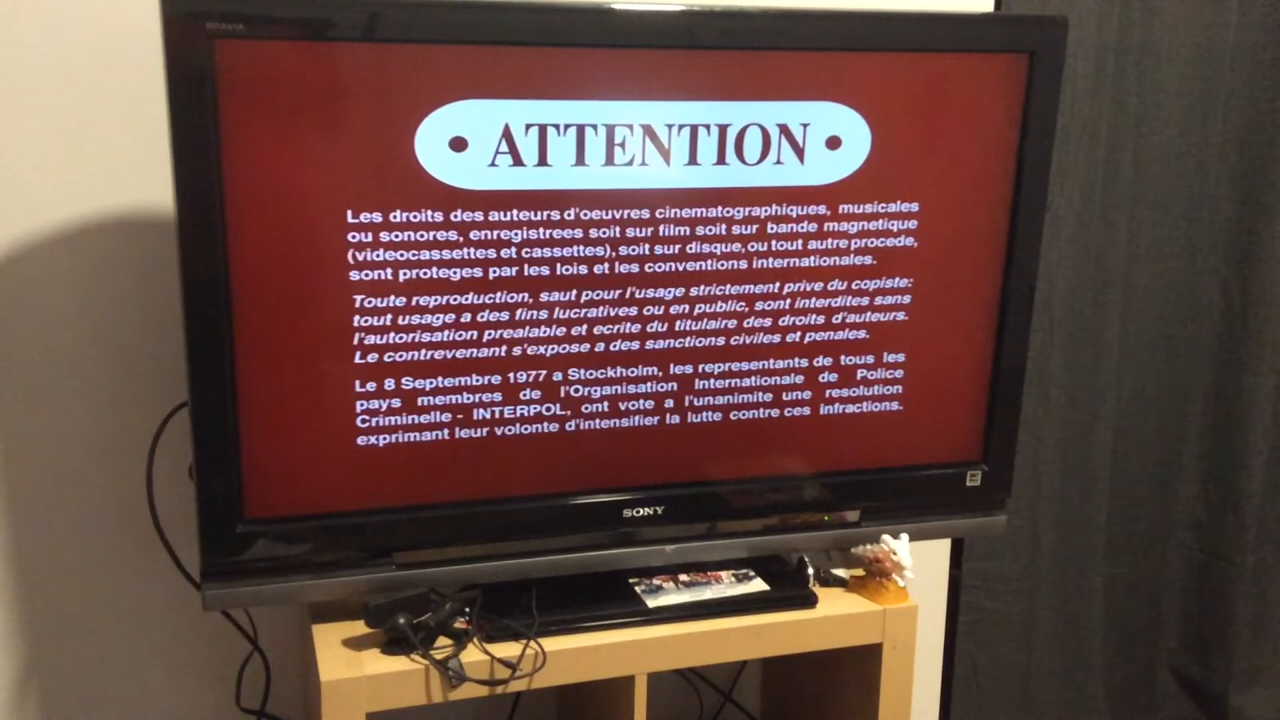 BRAVIA
• ATTENTION •
Les droits des auteurs d'oeuvres cinematographiques, musicales
ou sonores, enregistrees soit sur film soit sur bande magnetique
(videocassettes et cassettes), soit sur disque, ou tout autre procede,
sont proteges par les lois et les conventions internationales.
Toute reproduction, saut pour l'usage strictement prive du copiste:
tout usage a des fins lucratives ou en public, sont interdites sans
l'autorisation prealable et ecrite du titulaire des droits d'auteurs.
Le contrevenant s'expose a des sanctions civiles et penales.
Le 8 Septembre 1977 a Stockholm, les representants de tous les
pays membres de l'Organisation Internationale de Police
Criminelle - INTERPOL, ont vote a l'unanimite une resolution
exprimant leur volonte d'intensifier la lutte contre ces infractions.
SONY